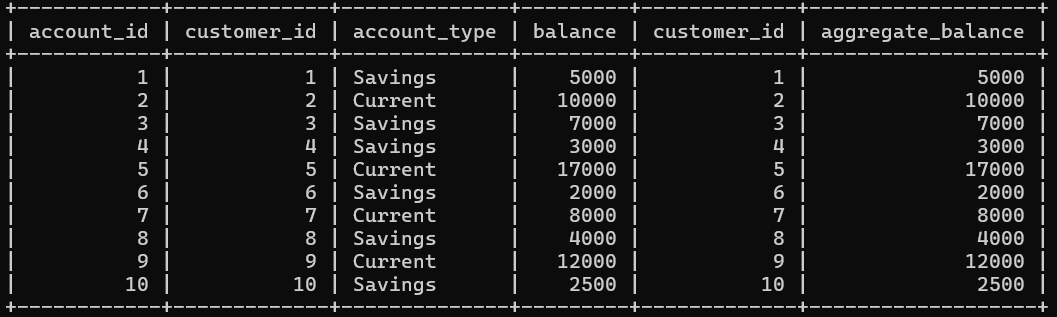 +------------+-------------+--------------+---------+-------------+-------------------+
| account_id | customer_id | account_type | balance | customer_id | aggregate_balance |
+------------+-------------+--------------+---------+-------------+-------------------+
|          1 |           1 | Savings      |    5000 |           1 |              5000 |
|          2 |           2 | Current      |   10000 |           2 |             10000 |
|          3 |           3 | Savings      |    7000 |           3 |              7000 |
|          4 |           4 | Savings      |    3000 |           4 |              3000 |
|          5 |           5 | Current      |   17000 |           5 |             17000 |
|          6 |           6 | Savings      |    2000 |           6 |              2000 |
|          7 |           7 | Current      |    8000 |           7 |              8000 |
|          8 |           8 | Savings      |    4000 |           8 |              4000 |
|          9 |           9 | Current      |   12000 |           9 |             12000 |
|         10 |          10 | Savings      |    2500 |          10 |              2500 |
+------------+-------------+--------------+---------+-------------+-------------------+